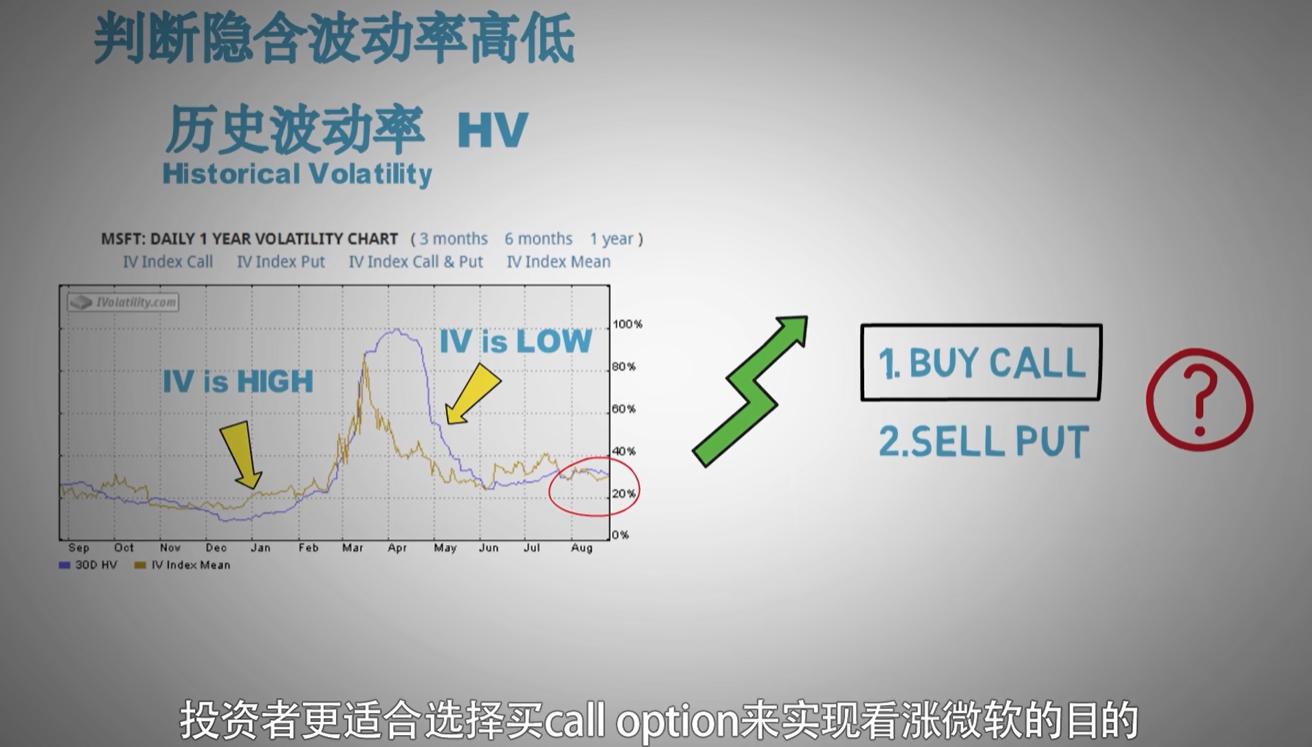 判断隐含波动率高低
历史波动率 HV
Historical Volatility
MSFT: DAILY 1 YEAR VOLATILITY CHART ( 3 months 6 months 1 year )
IV Index Call IV Index Put IV Index Call & Put IV Index Mean
IVolatility.com
IV is HIGH
IV is LOW
100%
80%
60%
40%
20%
0%
Sep Oct Nov Dec Jan Feb Mar Apr May Jun Jul Aug
30D HV IV Index Mean
1. BUY CALL
2.SELL PUT
?
投资者更适合选择买call option来实现看涨微软的目的